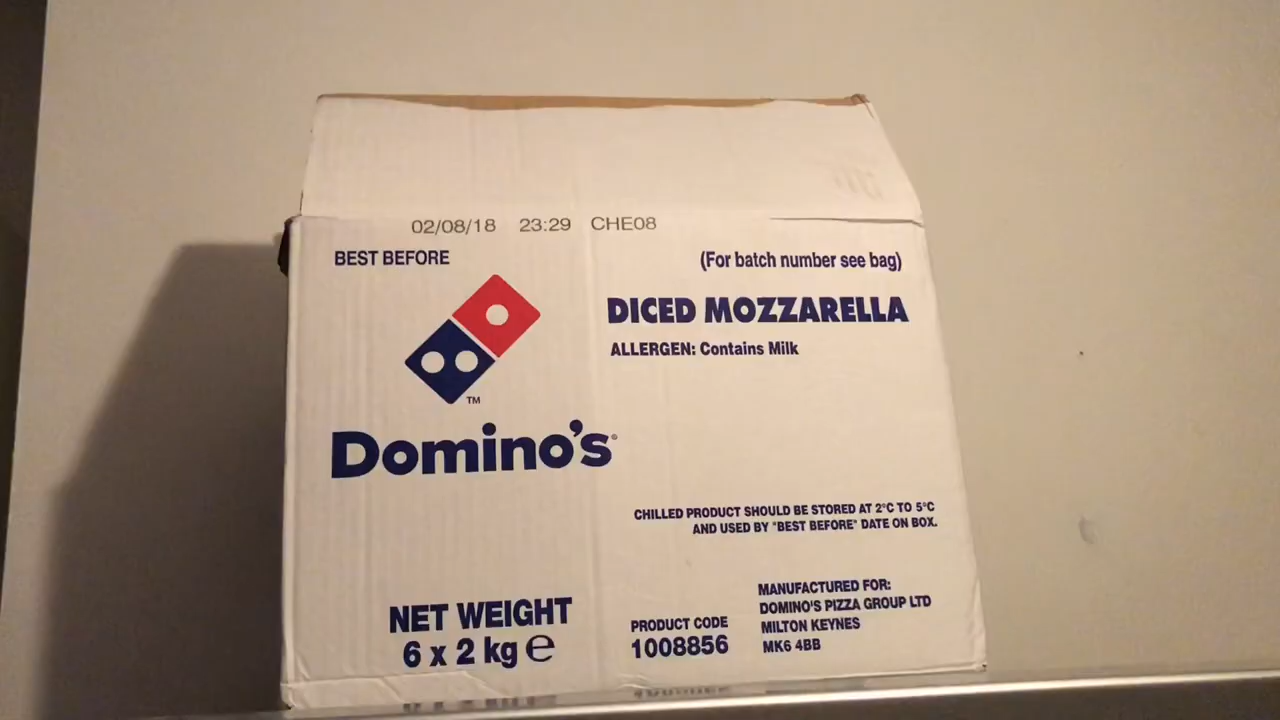 02/08/18 23:29 CHE08
BEST BEFORE
(For batch number see bag)
DICED MOZZARELLA
ALLERGEN: Contains Milk
TM
Domino's
CHILLED PRODUCT SHOULD BE STORED AT 2°C TO 5°C
AND USED BY "BEST BEFORE" DATE ON BOX.
NET WEIGHT
6 x 2 kg ℮
PRODUCT CODE
1008856
MANUFACTURED FOR:
DOMINO'S PIZZA GROUP LTD
MILTON KEYNES
MK6 4BB